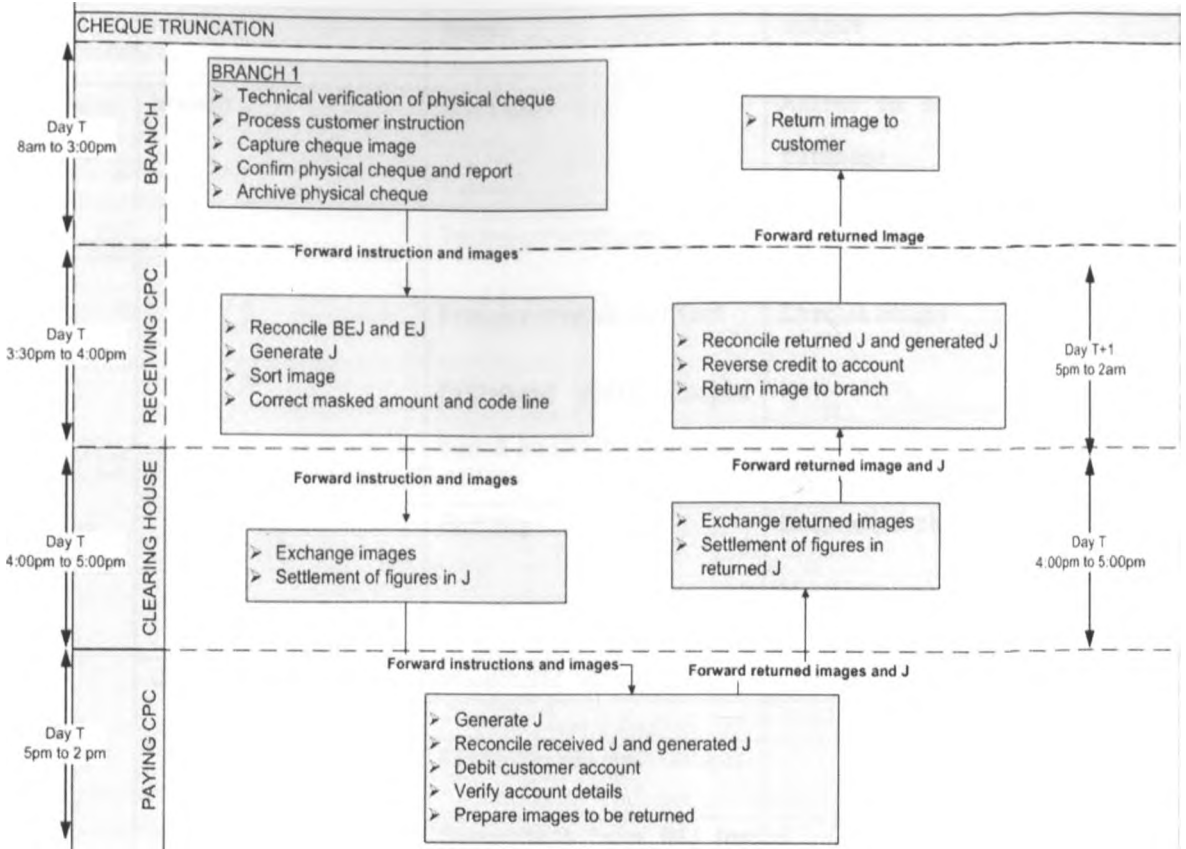 CHEQUE TRUNCATION
Day T
8am to 3:00pm
BRANCH
BRANCH 1
➢ Technical verification of physical cheque
➢ Process customer instruction
➢ Capture cheque image
➢ Confirm physical cheque and report
➢ Archive physical cheque
➢ Return image to
customer
Forward instruction and images
Forward returned Image
Day T
3:30pm to 4:00pm
RECEIVING CPC
➢ Reconcile BEJ and EJ
➢ Generate J
➢ Sort image
➢ Correct masked amount and code line
➢ Reconcile returned J and generated J
➢ Reverse credit to account
➢ Return image to branch
Day T+1
5pm to 2am
Forward instruction and images
Forward returned image and J
Day T
4:00pm to 5:00pm
CLEARING HOUSE
➢ Exchange images
➢ Settlement of figures in J
➢ Exchange returned images
➢ Settlement of figures in
returned J
Day T
4:00pm to 5:00pm
Forward instructions and images
Forward returned images and J
Day T
5pm to 2 pm
PAYING CPC
➢ Generate J
➢ Reconcile received J and generated J
➢ Debit customer account
➢ Verify account details
➢ Prepare images to be returned